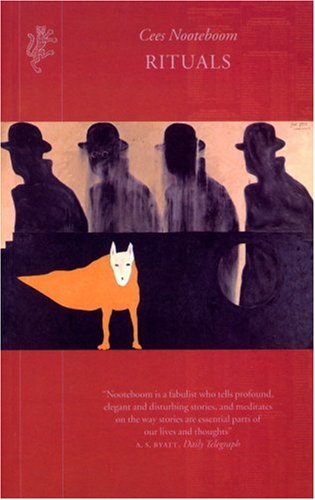 Cees Nooteboom
RITUALS
“Nooteboom is a fabulist who tells profound,
elegant and disturbing stories, and meditates
on the way stories are essential parts of
our lives and thoughts”
A. S. BYATT, Daily Telegraph